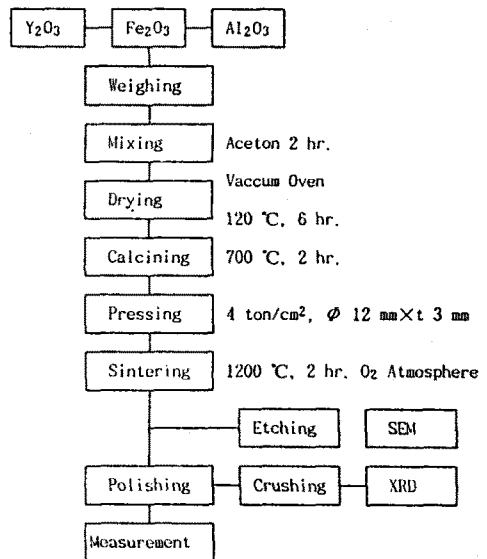 Y₂O₃ Fe₂O₃ Al₂O₃
Weighing
Mixing Aceton 2 hr.
Vaccum Oven
Drying
120 ℃, 6 hr.
Calcining 700 ℃, 2 hr.
Pressing 4 ton/cm², Φ 12 mm×t 3 mm
Sintering 1200 ℃, 2 hr. O₂ Atmosphere
Etching SEM
Polishing Crushing XRD
Measurement